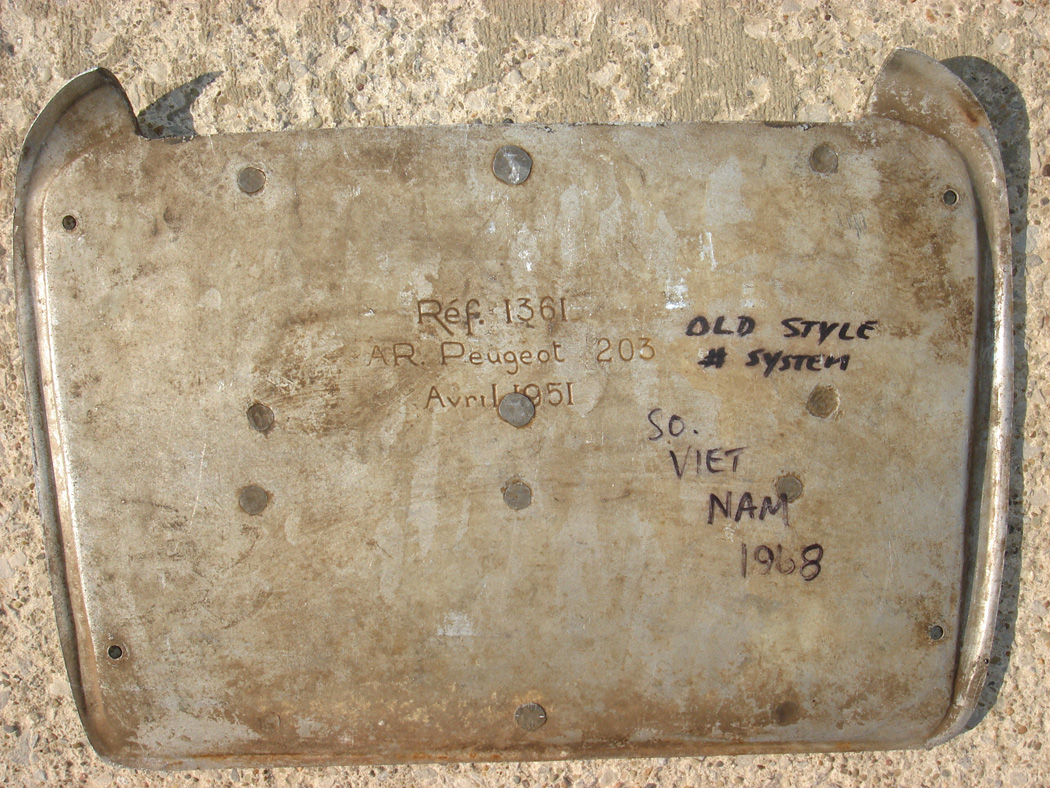 Réf. 1361
AR. Peugeot 203
Avril 1951
OLD STYLE
# SYSTEM
SO.
VIET
NAM
1968